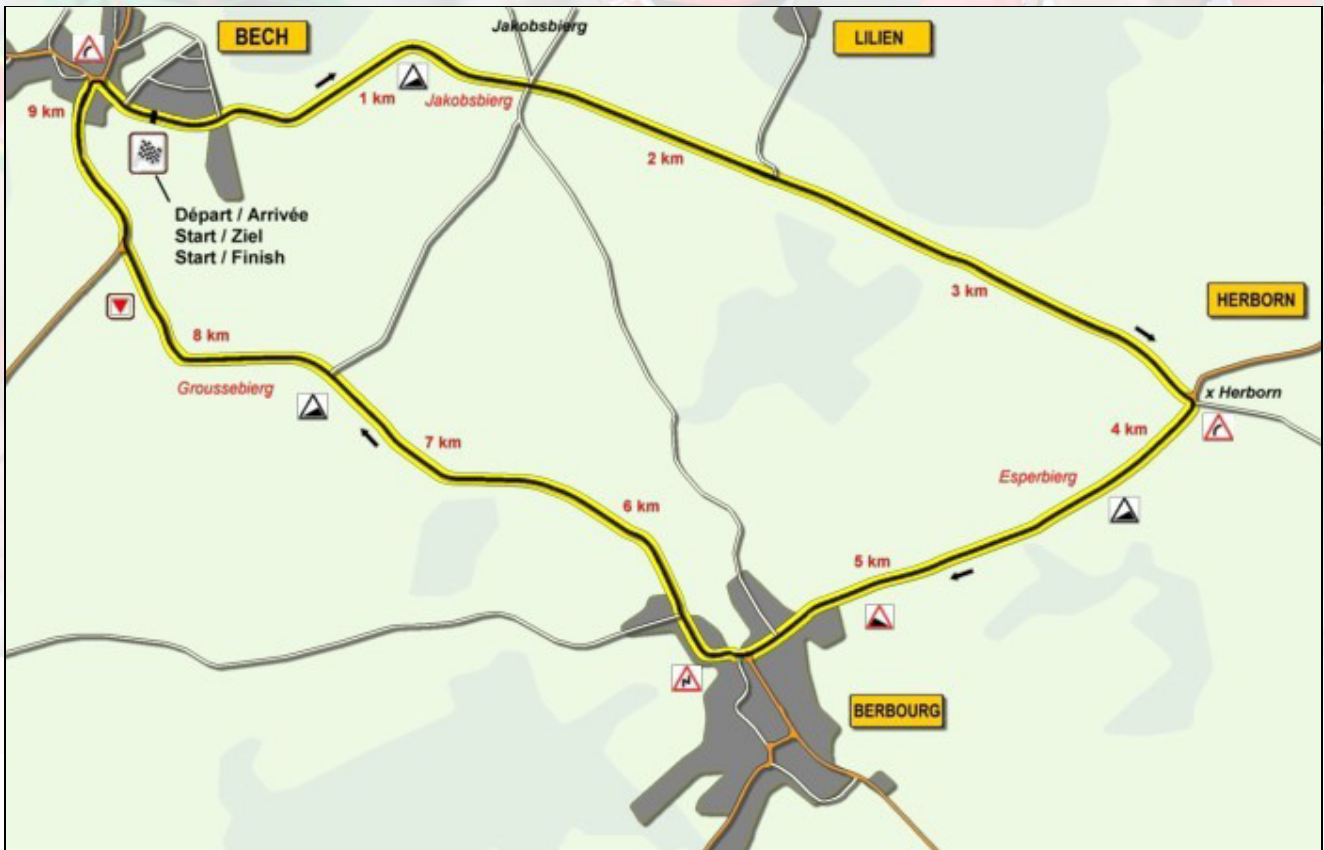 Jakobsbierg
BECH
LILIEN
1 km
Jakobsbierg
9 km
2 km
Départ / Arrivée
Start / Ziel
Start / Finish
3 km
HERBORN
8 km
Groussebierg
x Herborn
4 km
7 km
Esperbierg
6 km
5 km
BERBOURG